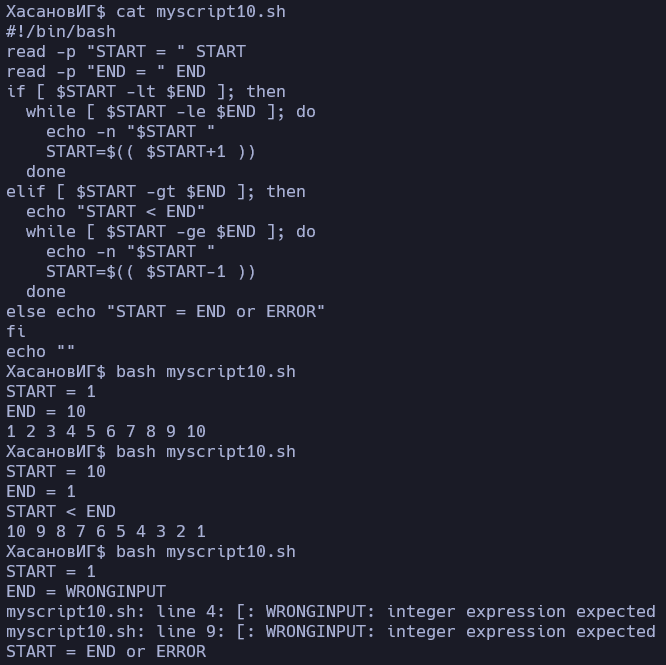 ХасановИГ$ cat myscript10.sh
#!/bin/bash
read -p "START = " START
read -p "END = " END
if [ $START -lt $END ]; then
  while [ $START -le $END ]; do
    echo -n "$START "
    START=$(( $START+1 ))
  done
elif [ $START -gt $END ]; then
  echo "START < END"
  while [ $START -ge $END ]; do
    echo -n "$START "
    START=$(( $START-1 ))
  done
else echo "START = END or ERROR"
fi
echo ""
ХасановИГ$ bash myscript10.sh
START = 1
END = 10
1 2 3 4 5 6 7 8 9 10
ХасановИГ$ bash myscript10.sh
START = 10
END = 1
START < END
10 9 8 7 6 5 4 3 2 1
ХасановИГ$ bash myscript10.sh
START = 1
END = WRONGINPUT
myscript10.sh: line 4: [: WRONGINPUT: integer expression expected
myscript10.sh: line 9: [: WRONGINPUT: integer expression expected
START = END or ERROR